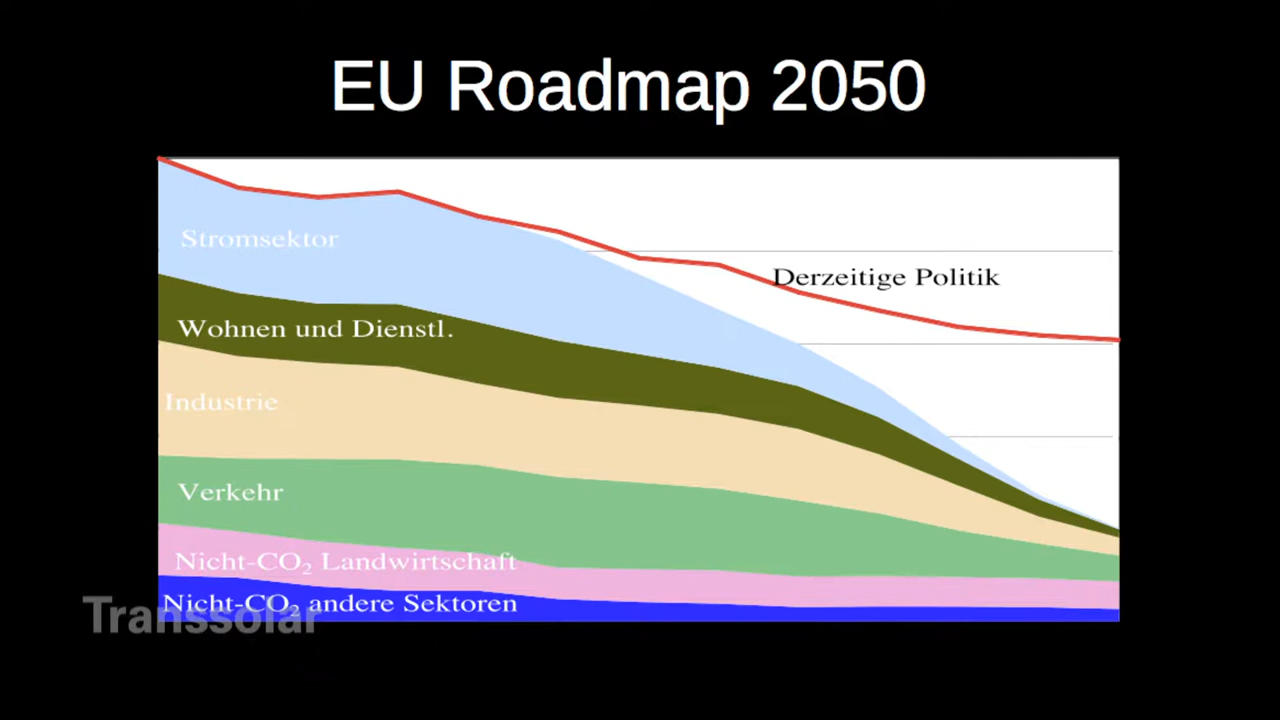 EU Roadmap 2050
Stromsektor
Derzeitige Politik
Wohnen und Dienstl.
Industrie
Verkehr
Nicht-CO₂ Landwirtschaft
Nicht-CO₂ andere Sektoren
Transsolar